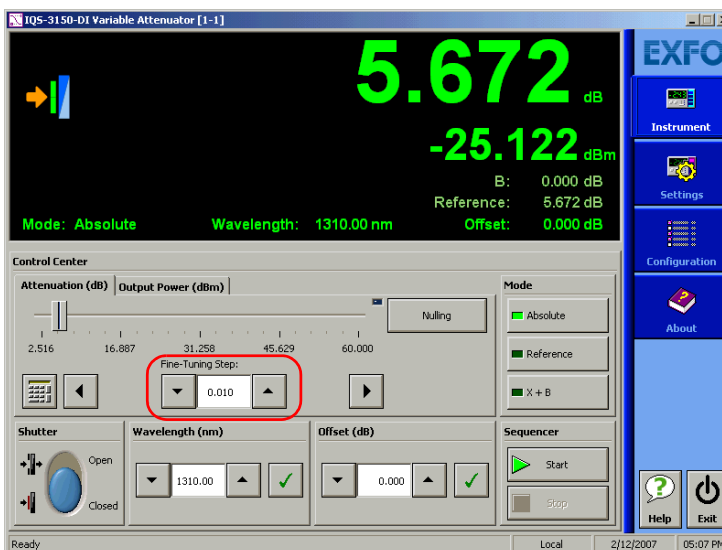 IQS-3150-DI Variable Attenuator [1-1]
EXFO
5.672 dB
-25.122 dBm
B: 0.000 dB
Reference: 5.672 dB
Mode: Absolute Wavelength: 1310.00 nm Offset: 0.000 dB
Instrument
Settings
Configuration
About
Control Center
Attenuation (dB) Output Power (dBm)
Nulling
2.516 16.887 31.258 45.629 60.000
Fine-Tuning Step:
0.010
Mode
Absolute
Reference
X + B
Shutter
Open
Closed
Wavelength (nm)
1310.00
Offset (dB)
0.000
Sequencer
Start
Stop
Help Exit
Ready Local 2/12/2007 05:07 PM